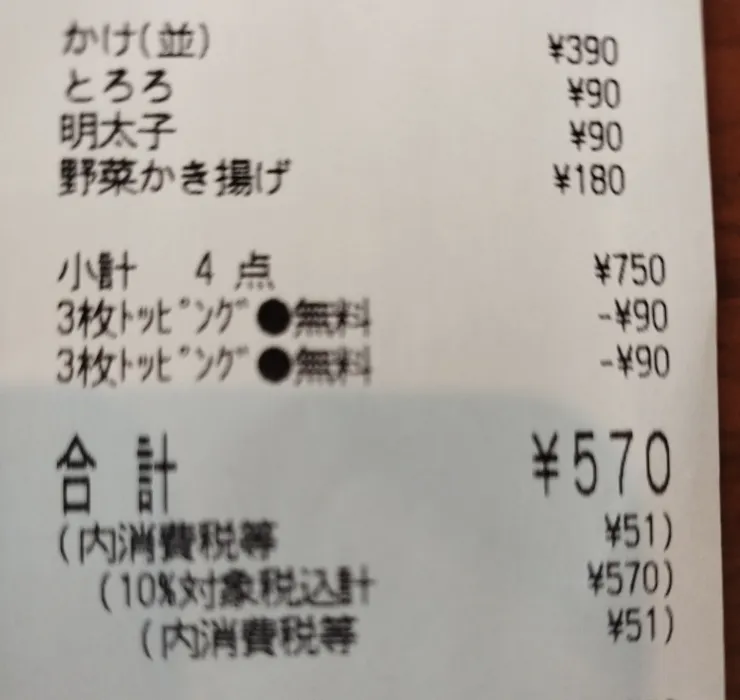 かけ(並) ¥390
とろろ ¥90
明太子 ¥90
野菜かき揚げ ¥180
小計 4 点 ¥750
3枚ﾄｯﾋﾟﾝｸﾞ●無料 -¥90
3枚ﾄｯﾋﾟﾝｸﾞ●無料 -¥90
合 計 ¥570
(内消費税等 ¥51)
(10%対象税込計 ¥570)
(内消費税等 ¥51)